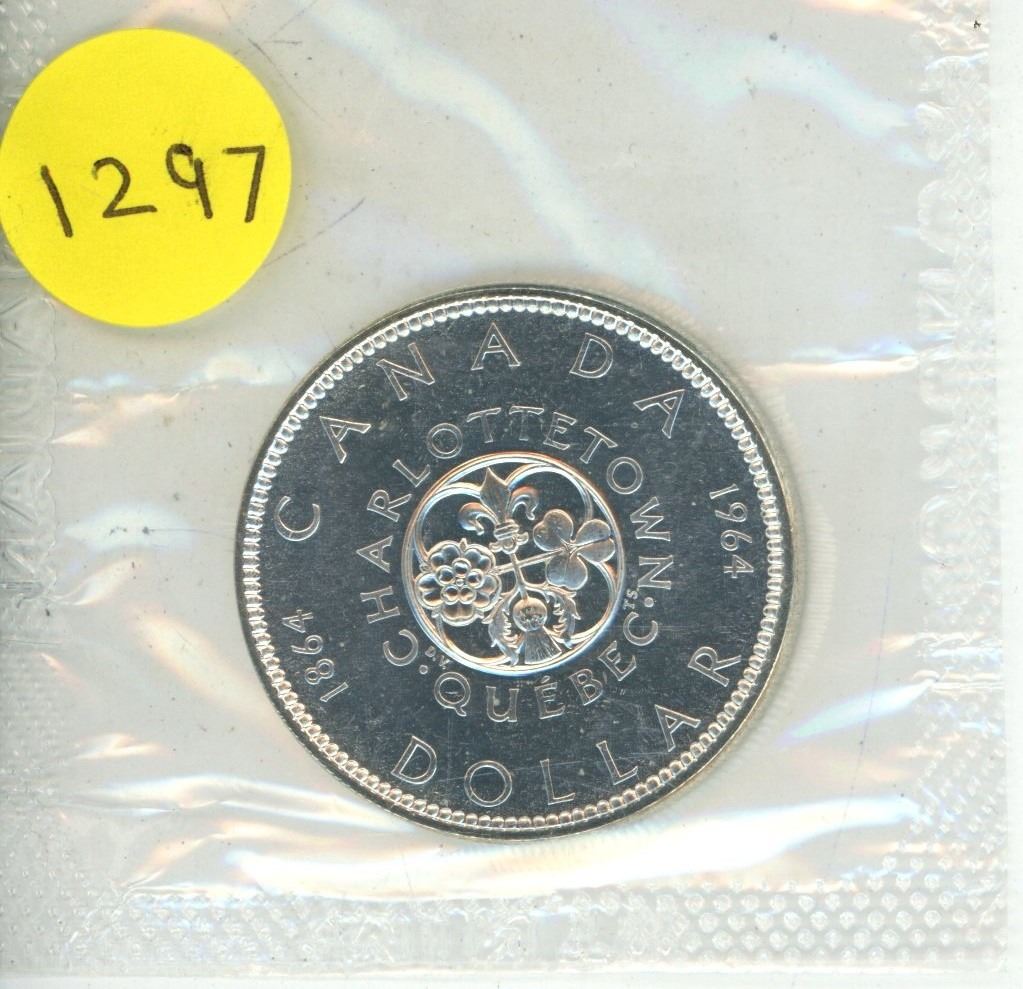 1297
CANADA
1864
1964
DOLLAR
CHARLOTTETOWN·
QUÉBEC·
T.S.
D.V.